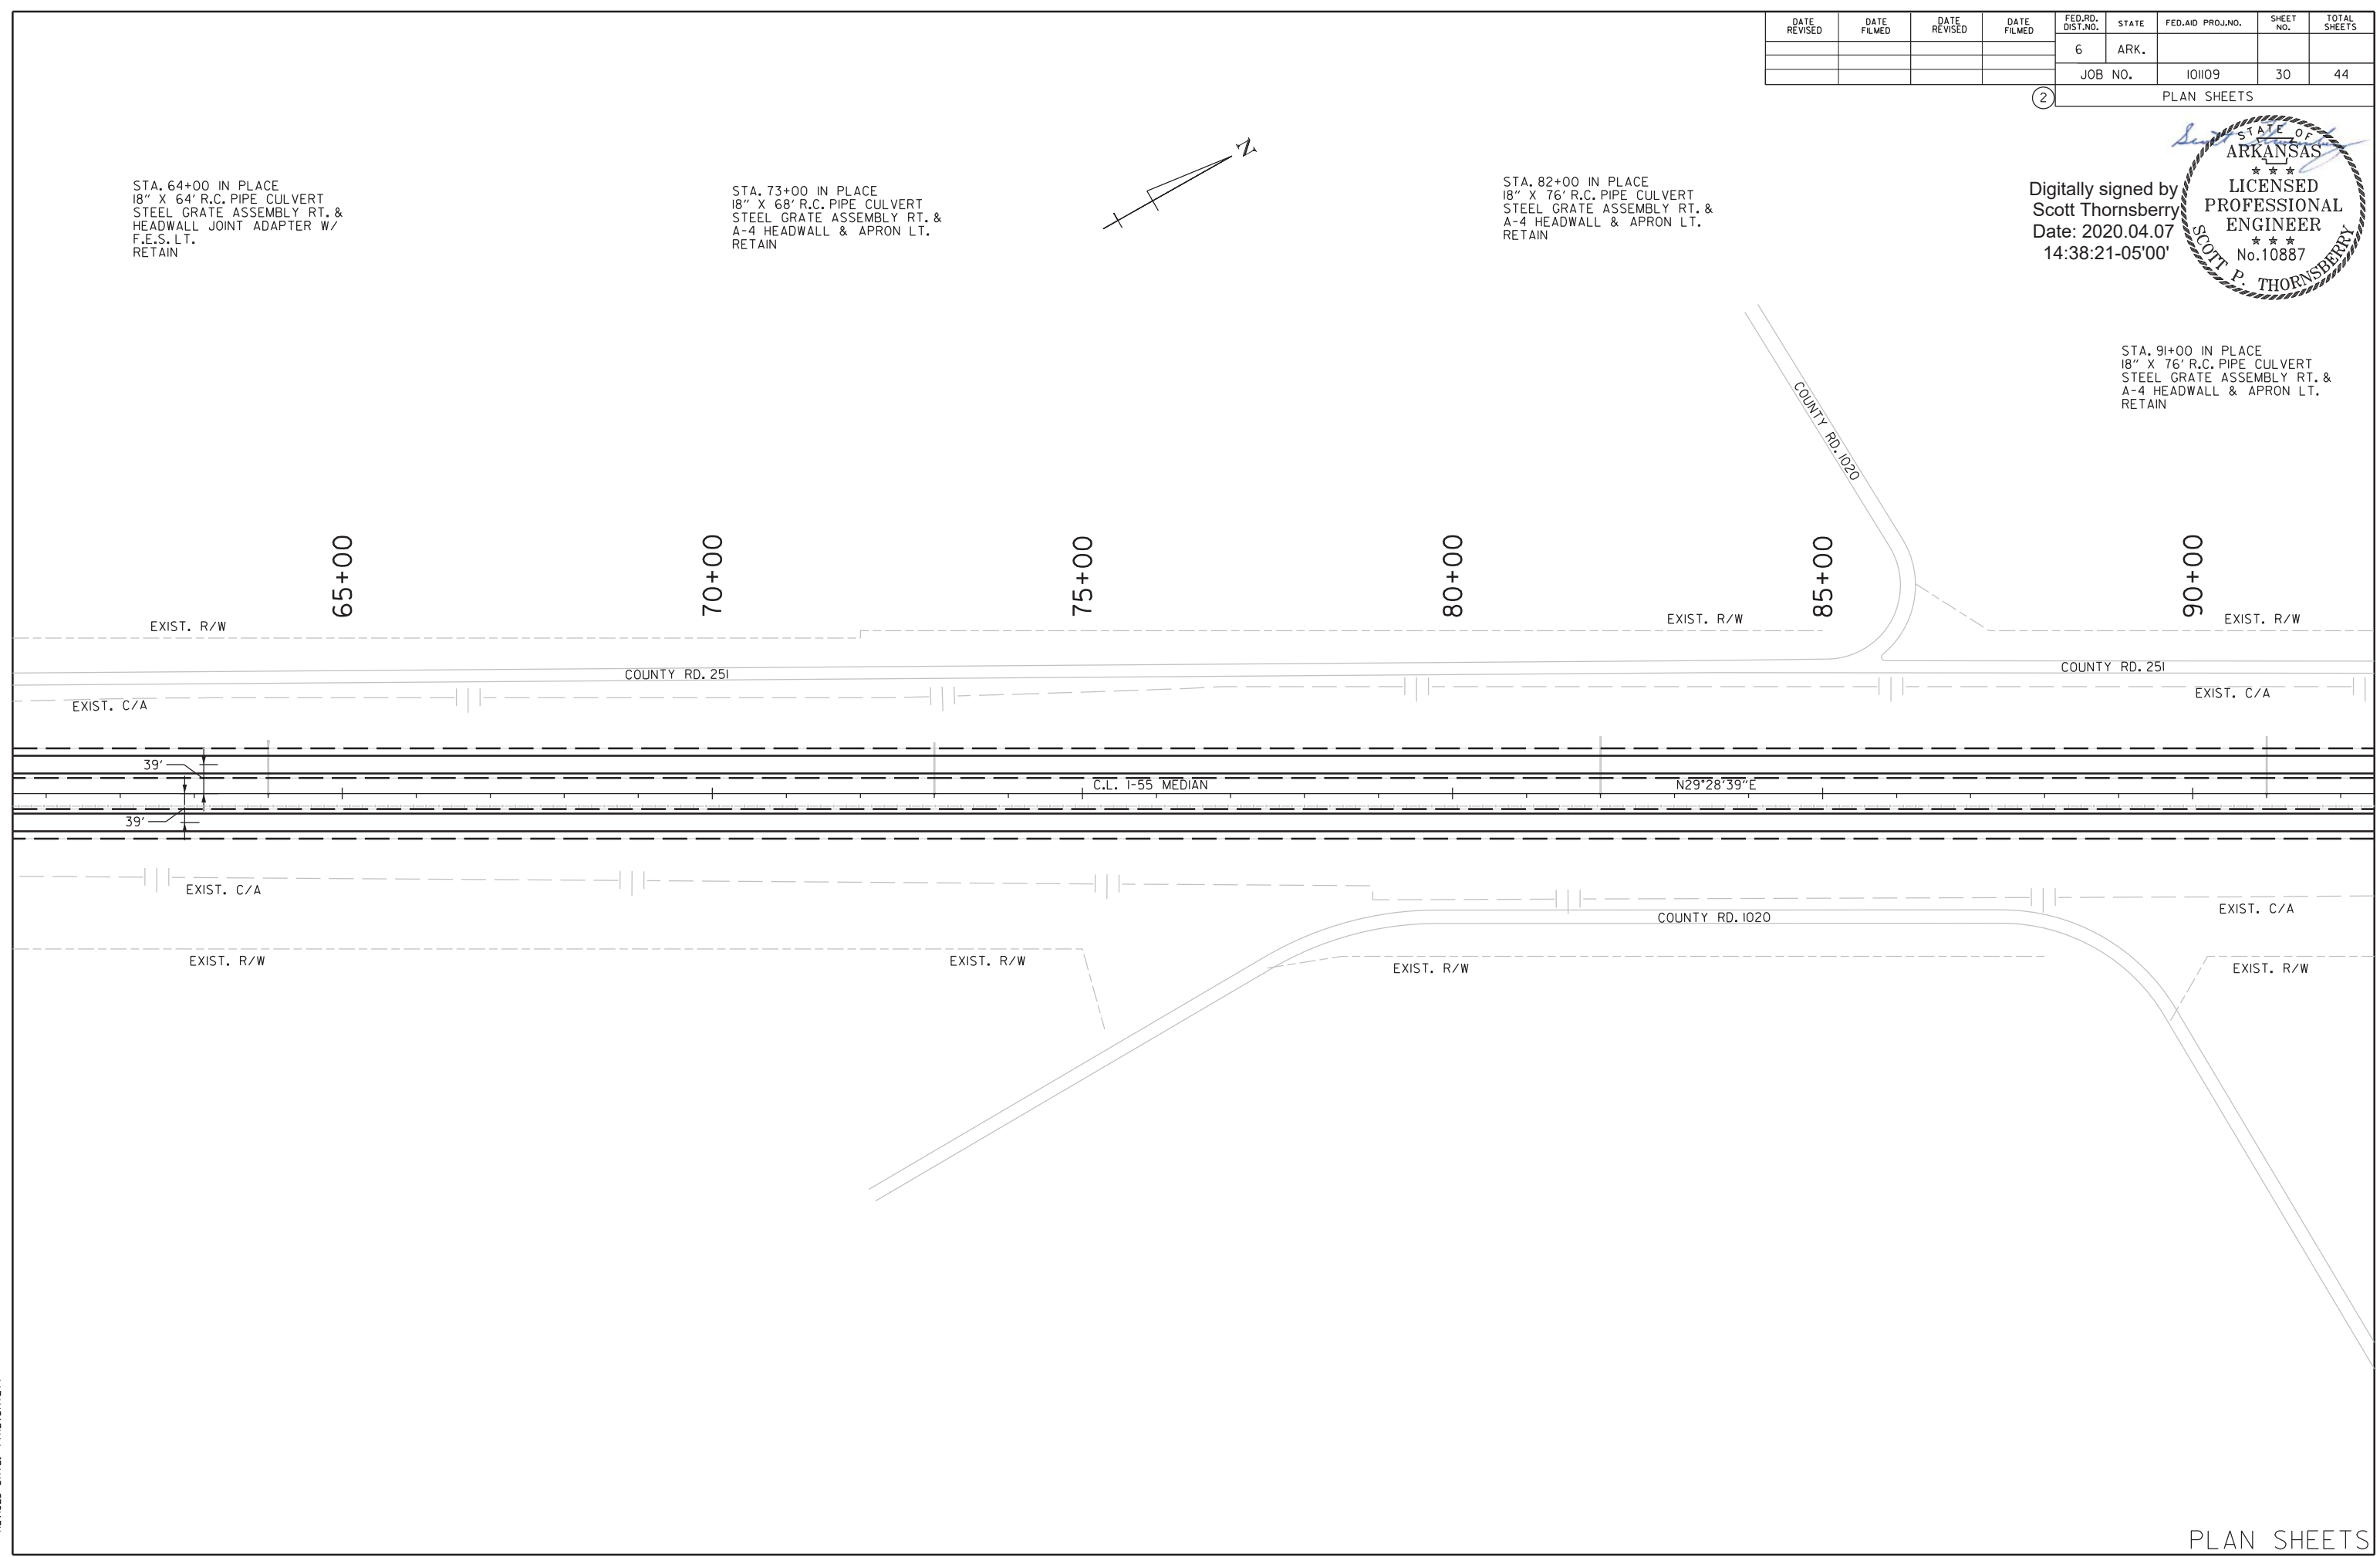 DATE REVISED
DATE FILMED
DATE REVISED
DATE FILMED
FED.RD. DIST.NO.
STATE
FED.AID PROJ.NO.
SHEET NO.
TOTAL SHEETS
6
ARK.
JOB NO.
101109
30
44
2
PLAN SHEETS
STATE OF
ARKANSAS
LICENSED
PROFESSIONAL
ENGINEER
No.10887
SCOTT P. THORNSBERRY
Digitally signed by
Scott Thornsberry
Date: 2020.04.07
14:38:21-05'00'
N
STA. 64+00 IN PLACE
18" X 64' R.C. PIPE CULVERT
STEEL GRATE ASSEMBLY RT. &
HEADWALL JOINT ADAPTER W/
F.E.S. LT.
RETAIN
STA. 73+00 IN PLACE
18" X 68' R.C. PIPE CULVERT
STEEL GRATE ASSEMBLY RT. &
A-4 HEADWALL & APRON LT.
RETAIN
STA. 82+00 IN PLACE
18" X 76' R.C. PIPE CULVERT
STEEL GRATE ASSEMBLY RT. &
A-4 HEADWALL & APRON LT.
RETAIN
STA. 91+00 IN PLACE
18" X 76' R.C. PIPE CULVERT
STEEL GRATE ASSEMBLY RT. &
A-4 HEADWALL & APRON LT.
RETAIN
COUNTY RD. 1020
65+00
70+00
75+00
80+00
85+00
90+00
EXIST. R/W
EXIST. R/W
EXIST. R/W
COUNTY RD. 251
COUNTY RD. 251
EXIST. C/A
EXIST. C/A
39'
C.L. I-55 MEDIAN
N29°28'39"E
39'
EXIST. C/A
EXIST. C/A
COUNTY RD. 1020
EXIST. R/W
EXIST. R/W
EXIST. R/W
EXIST. R/W
PLAN SHEETS